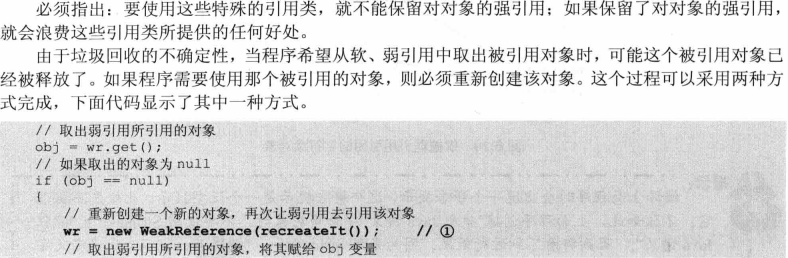 必须指出：要使用这些特殊的引用类，就不能保留对对象的强引用；如果保留了对对象的强引用，
就会浪费这些引用类所提供的任何好处。
由于垃圾回收的不确定性，当程序希望从软、弱引用中取出被引用对象时，可能这个被引用对象已
经被释放了。如果程序需要使用那个被引用的对象，则必须重新创建该对象。这个过程可以采用两种方
式完成，下面代码显示了其中一种方式。
// 取出弱引用所引用的对象
obj = wr.get();
// 如果取出的对象为 null
if (obj == null)
{
// 重新创建一个新的对象，再次让弱引用去引用该对象
wr = new WeakReference(recreateIt()); // ①
// 取出弱引用所引用的对象，将其赋给 obj 变量